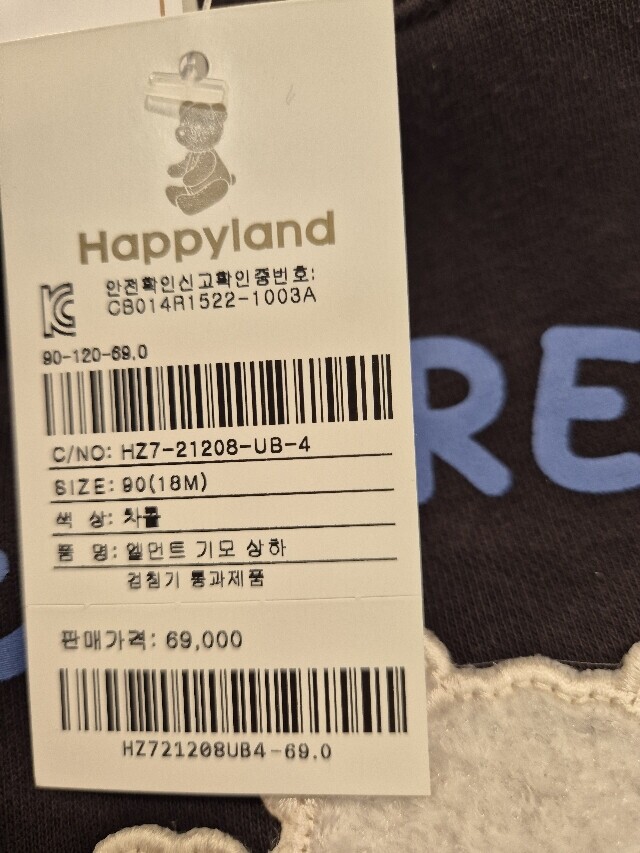 Happyland
안전확인신고확인증번호:
CB014R1522-1003A
90-120-69.0
C/NO: HZ7-21208-UB-4
SIZE: 90(18M)
色 상: 차콜
품 명: 엘먼트 기모 상하
검침기 통과제품
판매가격: 69,000
HZ721208UB4-69.0
RE